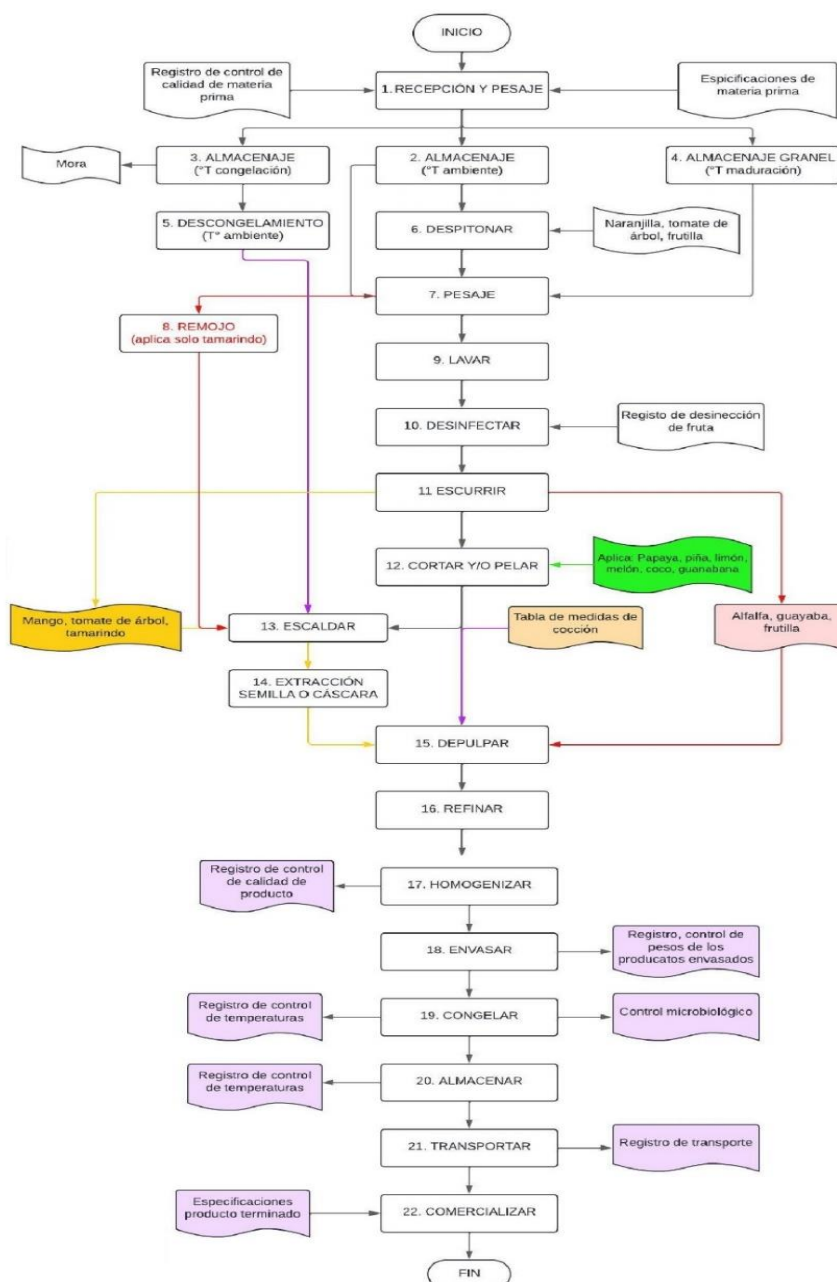 INICIO
Registro de control de
calidad de materia
prima
1. RECEPCIÓN Y PESAJE
Espicificaciones de
materia prima
Mora
3. ALMACENAJE
(°T congelación)
2. ALMACENAJE
(°T ambiente)
4. ALMACENAJE GRANEL
(°T maduración)
5. DESCONGELAMIENTO
(T° ambiente)
6. DESPITONAR
Naranjilla, tomate de
árbol, frutilla
7. PESAJE
8. REMOJO
(aplica solo tamarindo)
9. LAVAR
10. DESINFECTAR
Registo de desinección
de fruta
11 ESCURRIR
12. CORTAR Y/O PELAR
Aplica: Papaya, piña, limón,
melón, coco, guanabana
Mango, tomate de árbol,
tamarindo
13. ESCALDAR
Tabla de medidas de
cocción
Alfalfa, guayaba,
frutilla
14. EXTRACCIÓN
SEMILLA O CÁSCARA
15. DEPULPAR
16. REFINAR
Registro de control
de calidad de
producto
17. HOMOGENIZAR
18. ENVASAR
Registro, control de
pesos de los
producatos envasados
Registro de control
de temperaturas
19. CONGELAR
Control microbiológico
Registro de control
de temperaturas
20. ALMACENAR
21. TRANSPORTAR
Registro de transporte
Especificaciones
producto terminado
22. COMERCIALIZAR
FIN